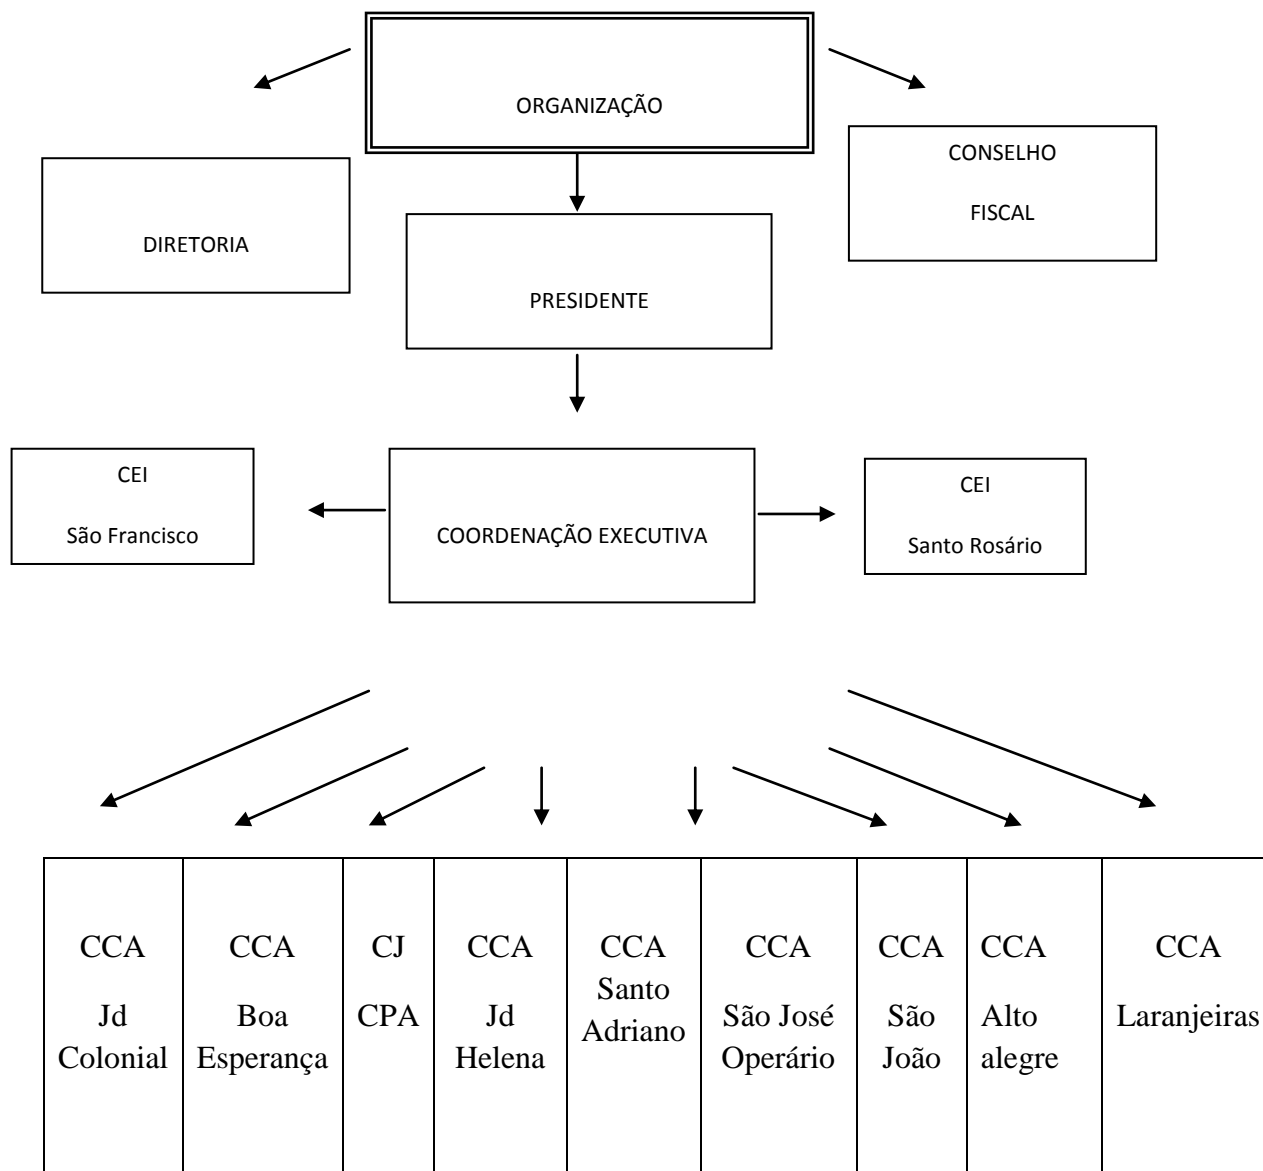 ORGANIZAÇÃO
CONSELHO
FISCAL
DIRETORIA
PRESIDENTE
CEI
São Francisco
COORDENAÇÃO EXECUTIVA
CEI
Santo Rosário
CCA
Jd
Colonial
CCA
Boa
Esperança
CJ
CPA
CCA
Jd
Helena
CCA
Santo
Adriano
CCA
São José
Operário
CCA
São
João
CCA
Alto
alegre
CCA
Laranjeiras